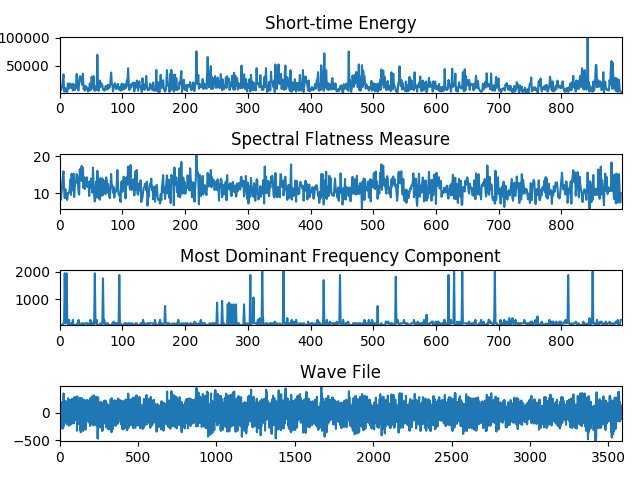 Short-time Energy
100000
50000
0 100 200 300 400 500 600 700 800
Spectral Flatness Measure
20
10
0 100 200 300 400 500 600 700 800
Most Dominant Frequency Component
2000
1000
0 100 200 300 400 500 600 700 800
Wave File
0
−500
0 500 1000 1500 2000 2500 3000 3500